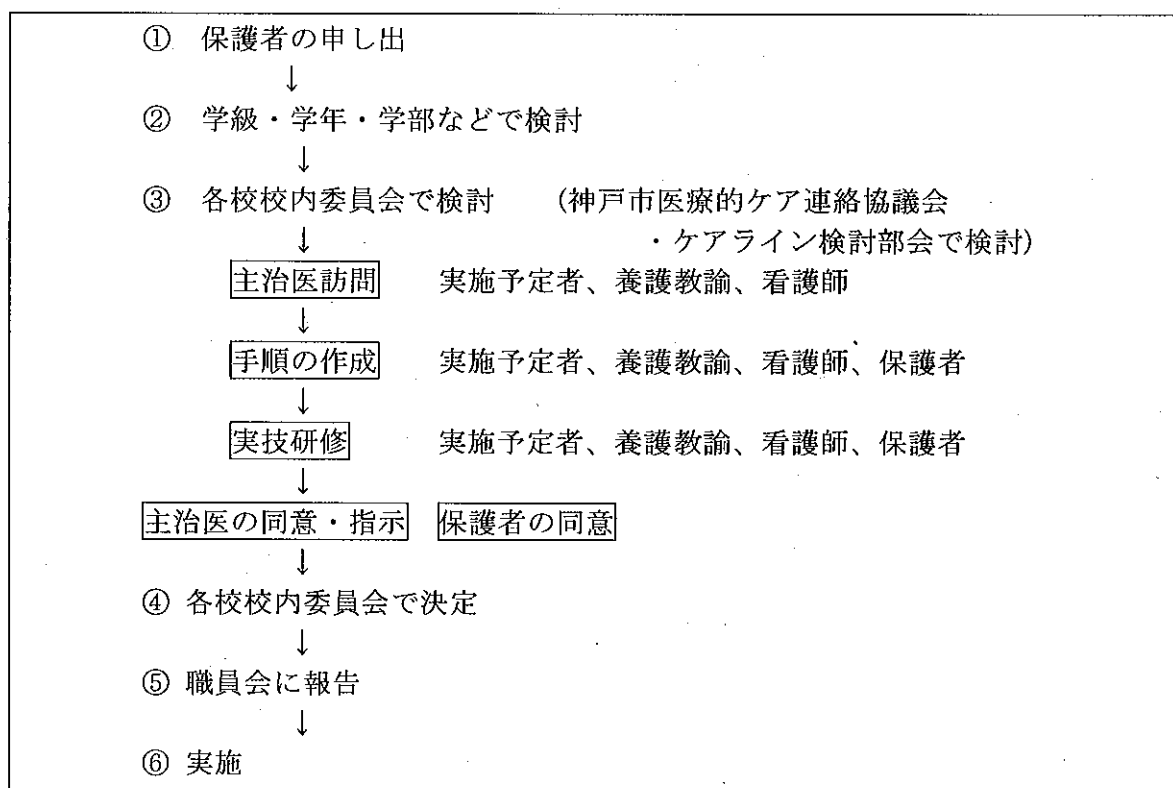 ① 保護者の申し出
↓
② 学級・学年・学部などで検討
↓
③ 各校校内委員会で検討 (神戸市医療的ケア連絡協議会
↓ ・ケアライン検討部会で検討)
主治医訪問 実施予定者、養護教諭、看護師
↓
手順の作成 実施予定者、養護教諭、看護師、保護者
↓
実技研修 実施予定者、養護教諭、看護師、保護者
↓
主治医の同意・指示 保護者の同意
↓
④ 各校校内委員会で決定
↓
⑤ 職員会に報告
↓
⑥ 実施